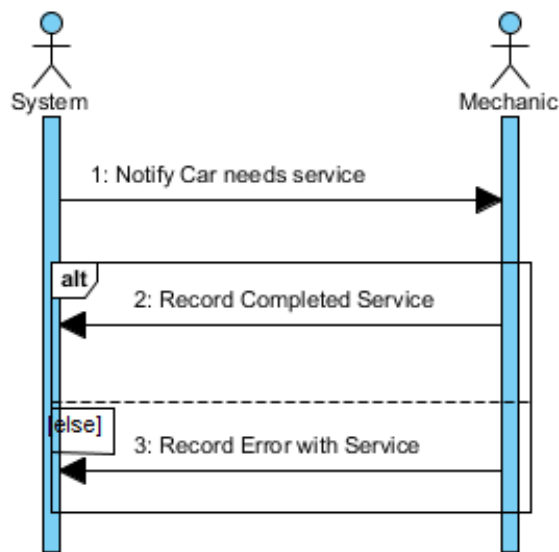 System
Mechanic
1: Notify Car needs service
alt
2: Record Completed Service
[else]
3: Record Error with Service